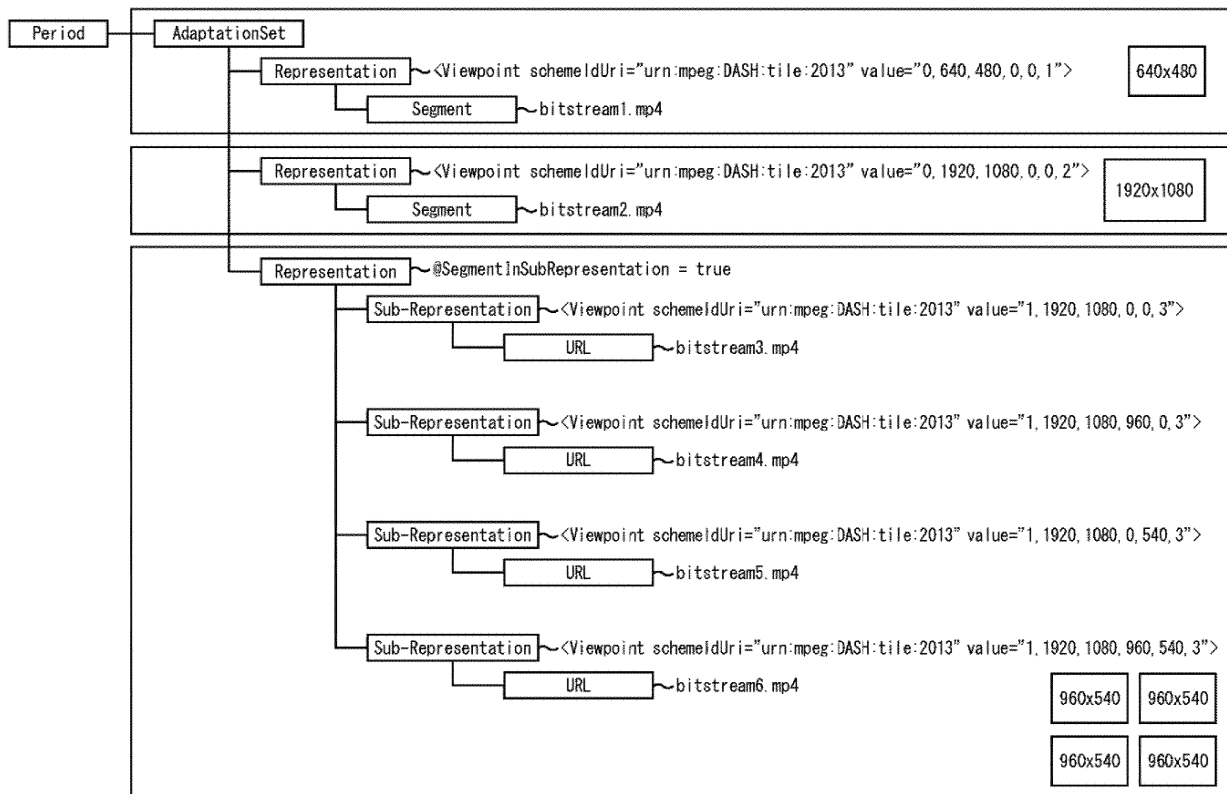 Period
AdaptationSet
Representation <Viewpoint schemeIdUri="urn:mpeg:DASH:tile:2013" value="0, 640, 480, 0, 0, 1">
640x480
Segment bitstream1.mp4
Representation <Viewpoint schemeIdUri="urn:mpeg:DASH:tile:2013" value="0, 1920, 1080, 0, 0, 2">
1920x1080
Segment bitstream2.mp4
Representation @SegmentInSubRepresentation = true
Sub-Representation <Viewpoint schemeIdUri="urn:mpeg:DASH:tile:2013" value="1, 1920, 1080, 0, 0, 3">
URL bitstream3.mp4
Sub-Representation <Viewpoint schemeIdUri="urn:mpeg:DASH:tile:2013" value="1, 1920, 1080, 960, 0, 3">
URL bitstream4.mp4
Sub-Representation <Viewpoint schemeIdUri="urn:mpeg:DASH:tile:2013" value="1, 1920, 1080, 0, 540, 3">
URL bitstream5.mp4
Sub-Representation <Viewpoint schemeIdUri="urn:mpeg:DASH:tile:2013" value="1, 1920, 1080, 960, 540, 3">
URL bitstream6.mp4
960x540 960x540
960x540 960x540